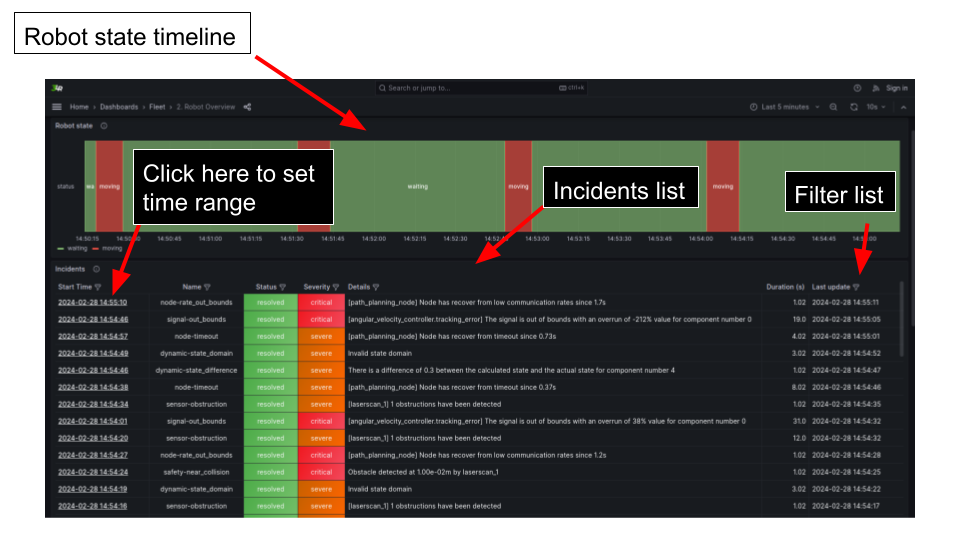 Robot state timeline
Search or jump to...
ctrl+k
Sign in
Home › Dashboards › Fleet › 2. Robot Overview
Last 5 minutes
10s
Robot state
status
wa
moving
waiting
moving
moving
Click here to set
time range
Incidents list
Filter list
14:50:15 14:50:30 14:50:45 14:51:00 14:51:15 14:51:30 14:51:45 14:52:00 14:52:15 14:52:30 14:52:45 14:53:00 14:53:15 14:53:30 14:53:45 14:54:00 14:54:15 14:54:30 14:54:45 14:55:00
waiting moving
Incidents
Start Time Name Status Severity Details Duration (s) Last update
2024-02-28 14:55:10 node-rate_out_bounds resolved critical [path_planning_node] Node has recover from low communication rates since 1.7s 1.02 2024-02-28 14:55:11
2024-02-28 14:54:46 signal-out_bounds resolved critical [angular_velocity_controller.tracking_error] The signal is out of bounds with an overrun of -212% value for component number 0 19.0 2024-02-28 14:55:05
2024-02-28 14:54:57 node-timeout resolved severe [path_planning_node] Node has recover from timeout since 0.73s 4.02 2024-02-28 14:55:01
2024-02-28 14:54:49 dynamic-state_domain resolved severe Invalid state domain 3.02 2024-02-28 14:54:52
2024-02-28 14:54:46 dynamic-state_difference resolved severe There is a difference of 0.3 between the calculated state and the actual state for component number 4 1.02 2024-02-28 14:54:47
2024-02-28 14:54:38 node-timeout resolved severe [path_planning_node] Node has recover from timeout since 0.37s 8.02 2024-02-28 14:54:46
2024-02-28 14:54:34 sensor-obstruction resolved severe [laserscan_1] 1 obstructions have been detected 1.02 2024-02-28 14:54:35
2024-02-28 14:54:01 signal-out_bounds resolved critical [angular_velocity_controller.tracking_error] The signal is out of bounds with an overrun of 38% value for component number 0 31.0 2024-02-28 14:54:32
2024-02-28 14:54:20 sensor-obstruction resolved severe [laserscan_1] 1 obstructions have been detected 12.0 2024-02-28 14:54:32
2024-02-28 14:54:27 node-rate_out_bounds resolved critical [path_planning_node] Node has recover from low communication rates since 1.2s 1.02 2024-02-28 14:54:28
2024-02-28 14:54:24 safety-near_collision resolved critical Obstacle detected at 1.00e-02m by laserscan_1 1.02 2024-02-28 14:54:25
2024-02-28 14:54:19 dynamic-state_domain resolved severe Invalid state domain 3.02 2024-02-28 14:54:22
2024-02-28 14:54:16 sensor-obstruction resolved severe [laserscan_1] 1 obstructions have been detected 1.02 2024-02-28 14:54:17